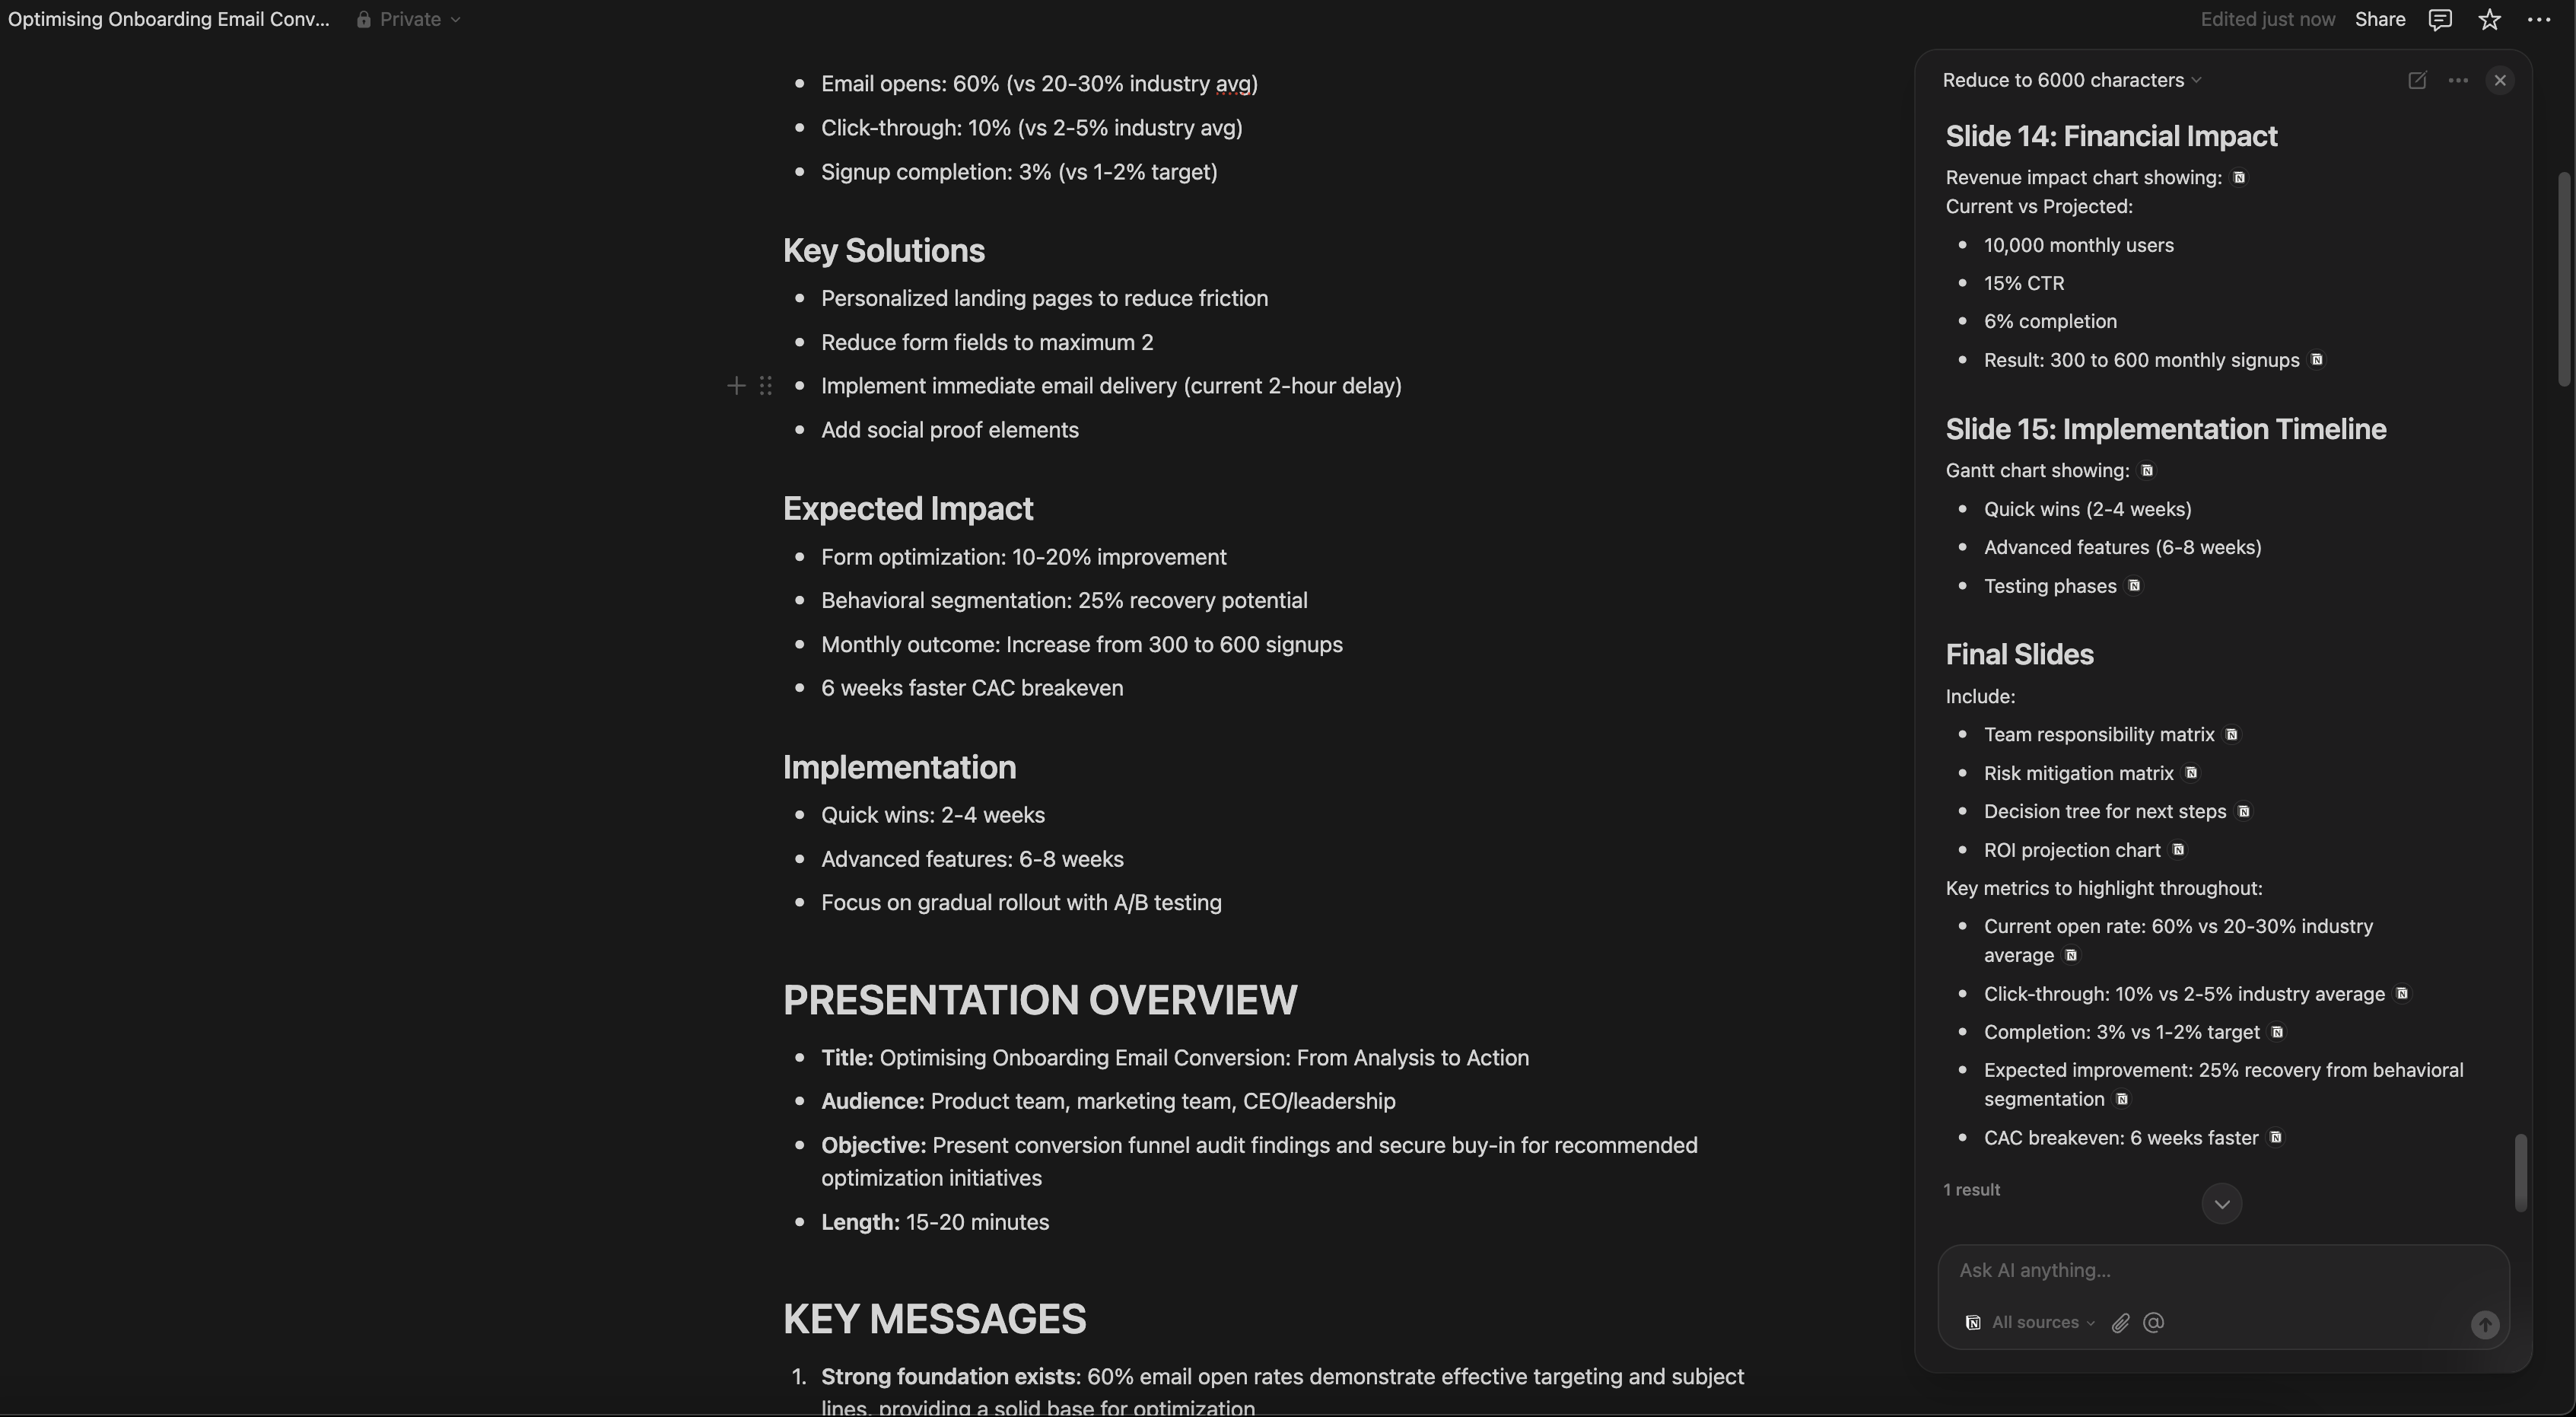 Optimising Onboarding Email Conv...
Private
Edited just now
Share
Email opens: 60% (vs 20-30% industry avg)
Click-through: 10% (vs 2-5% industry avg)
Signup completion: 3% (vs 1-2% target)
Key Solutions
Personalized landing pages to reduce friction
Reduce form fields to maximum 2
Implement immediate email delivery (current 2-hour delay)
Add social proof elements
Expected Impact
Form optimization: 10-20% improvement
Behavioral segmentation: 25% recovery potential
Monthly outcome: Increase from 300 to 600 signups
6 weeks faster CAC breakeven
Implementation
Quick wins: 2-4 weeks
Advanced features: 6-8 weeks
Focus on gradual rollout with A/B testing
PRESENTATION OVERVIEW
Title: Optimising Onboarding Email Conversion: From Analysis to Action
Audience: Product team, marketing team, CEO/leadership
Objective: Present conversion funnel audit findings and secure buy-in for recommended
optimization initiatives
Length: 15-20 minutes
KEY MESSAGES
1. Strong foundation exists: 60% email open rates demonstrate effective targeting and subject
lines, providing a solid base for optimization
Reduce to 6000 characters
Slide 14: Financial Impact
Revenue impact chart showing:
Current vs Projected:
10,000 monthly users
15% CTR
6% completion
Result: 300 to 600 monthly signups
Slide 15: Implementation Timeline
Gantt chart showing:
Quick wins (2-4 weeks)
Advanced features (6-8 weeks)
Testing phases
Final Slides
Include:
Team responsibility matrix
Risk mitigation matrix
Decision tree for next steps
ROI projection chart
Key metrics to highlight throughout:
Current open rate: 60% vs 20-30% industry
average
Click-through: 10% vs 2-5% industry average
Completion: 3% vs 1-2% target
Expected improvement: 25% recovery from behavioral
segmentation
CAC breakeven: 6 weeks faster
1 result
Ask AI anything...
All sources